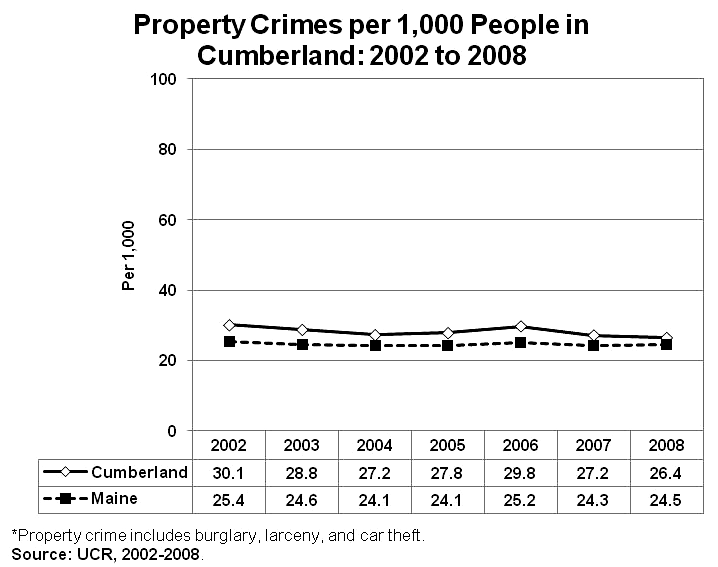 Property Crimes per 1,000 People in
Cumberland: 2002 to 2008
100
80
60
40
20
0
Per 1,000
2002 2003 2004 2005 2006 2007 2008
Cumberland 30.1 28.8 27.2 27.8 29.8 27.2 26.4
Maine 25.4 24.6 24.1 24.1 25.2 24.3 24.5
*Property crime includes burglary, larceny, and car theft.
Source: UCR, 2002-2008.